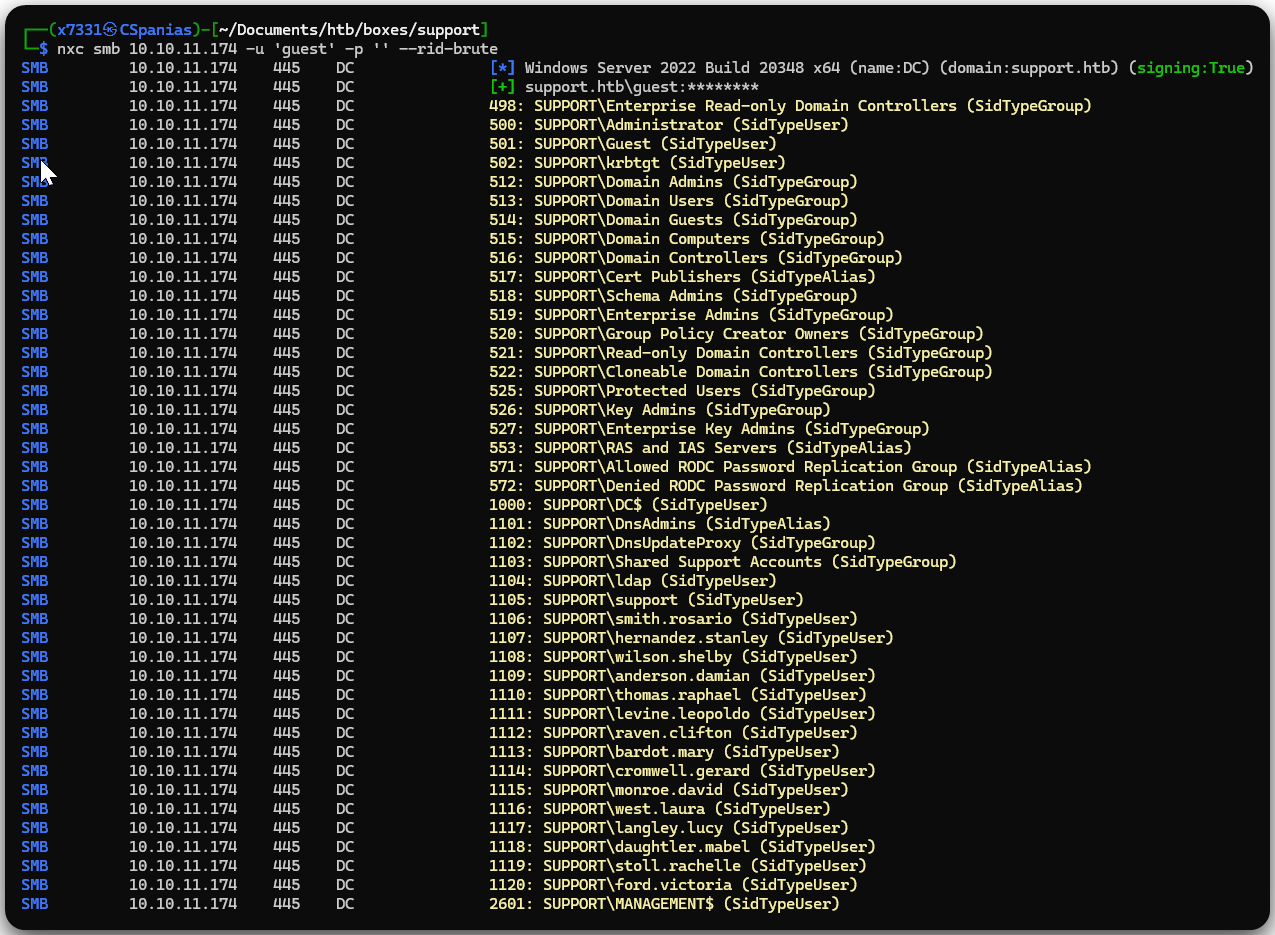 ┌──(x7331㉿CSpanias)-[~/Documents/htb/boxes/support]
└─$ nxc smb 10.10.11.174 -u 'guest' -p '' --rid-brute
SMB 10.10.11.174 445 DC [*] Windows Server 2022 Build 20348 x64 (name:DC) (domain:support.htb) (signing:True)
SMB 10.10.11.174 445 DC [+] support.htb\guest:********
SMB 10.10.11.174 445 DC 498: SUPPORT\Enterprise Read-only Domain Controllers (SidTypeGroup)
SMB 10.10.11.174 445 DC 500: SUPPORT\Administrator (SidTypeUser)
SMB 10.10.11.174 445 DC 501: SUPPORT\Guest (SidTypeUser)
SMB 10.10.11.174 445 DC 502: SUPPORT\krbtgt (SidTypeUser)
SMB 10.10.11.174 445 DC 512: SUPPORT\Domain Admins (SidTypeGroup)
SMB 10.10.11.174 445 DC 513: SUPPORT\Domain Users (SidTypeGroup)
SMB 10.10.11.174 445 DC 514: SUPPORT\Domain Guests (SidTypeGroup)
SMB 10.10.11.174 445 DC 515: SUPPORT\Domain Computers (SidTypeGroup)
SMB 10.10.11.174 445 DC 516: SUPPORT\Domain Controllers (SidTypeGroup)
SMB 10.10.11.174 445 DC 517: SUPPORT\Cert Publishers (SidTypeAlias)
SMB 10.10.11.174 445 DC 518: SUPPORT\Schema Admins (SidTypeGroup)
SMB 10.10.11.174 445 DC 519: SUPPORT\Enterprise Admins (SidTypeGroup)
SMB 10.10.11.174 445 DC 520: SUPPORT\Group Policy Creator Owners (SidTypeGroup)
SMB 10.10.11.174 445 DC 521: SUPPORT\Read-only Domain Controllers (SidTypeGroup)
SMB 10.10.11.174 445 DC 522: SUPPORT\Cloneable Domain Controllers (SidTypeGroup)
SMB 10.10.11.174 445 DC 525: SUPPORT\Protected Users (SidTypeGroup)
SMB 10.10.11.174 445 DC 526: SUPPORT\Key Admins (SidTypeGroup)
SMB 10.10.11.174 445 DC 527: SUPPORT\Enterprise Key Admins (SidTypeGroup)
SMB 10.10.11.174 445 DC 553: SUPPORT\RAS and IAS Servers (SidTypeAlias)
SMB 10.10.11.174 445 DC 571: SUPPORT\Allowed RODC Password Replication Group (SidTypeAlias)
SMB 10.10.11.174 445 DC 572: SUPPORT\Denied RODC Password Replication Group (SidTypeAlias)
SMB 10.10.11.174 445 DC 1000: SUPPORT\DC$ (SidTypeUser)
SMB 10.10.11.174 445 DC 1101: SUPPORT\DnsAdmins (SidTypeAlias)
SMB 10.10.11.174 445 DC 1102: SUPPORT\DnsUpdateProxy (SidTypeGroup)
SMB 10.10.11.174 445 DC 1103: SUPPORT\Shared Support Accounts (SidTypeGroup)
SMB 10.10.11.174 445 DC 1104: SUPPORT\ldap (SidTypeUser)
SMB 10.10.11.174 445 DC 1105: SUPPORT\support (SidTypeUser)
SMB 10.10.11.174 445 DC 1106: SUPPORT\smith.rosario (SidTypeUser)
SMB 10.10.11.174 445 DC 1107: SUPPORT\hernandez.stanley (SidTypeUser)
SMB 10.10.11.174 445 DC 1108: SUPPORT\wilson.shelby (SidTypeUser)
SMB 10.10.11.174 445 DC 1109: SUPPORT\anderson.damian (SidTypeUser)
SMB 10.10.11.174 445 DC 1110: SUPPORT\thomas.raphael (SidTypeUser)
SMB 10.10.11.174 445 DC 1111: SUPPORT\levine.leopoldo (SidTypeUser)
SMB 10.10.11.174 445 DC 1112: SUPPORT\raven.clifton (SidTypeUser)
SMB 10.10.11.174 445 DC 1113: SUPPORT\bardot.mary (SidTypeUser)
SMB 10.10.11.174 445 DC 1114: SUPPORT\cromwell.gerard (SidTypeUser)
SMB 10.10.11.174 445 DC 1115: SUPPORT\monroe.david (SidTypeUser)
SMB 10.10.11.174 445 DC 1116: SUPPORT\west.laura (SidTypeUser)
SMB 10.10.11.174 445 DC 1117: SUPPORT\langley.lucy (SidTypeUser)
SMB 10.10.11.174 445 DC 1118: SUPPORT\daughtler.mabel (SidTypeUser)
SMB 10.10.11.174 445 DC 1119: SUPPORT\stoll.rachelle (SidTypeUser)
SMB 10.10.11.174 445 DC 1120: SUPPORT\ford.victoria (SidTypeUser)
SMB 10.10.11.174 445 DC 2601: SUPPORT\MANAGEMENT$ (SidTypeUser)